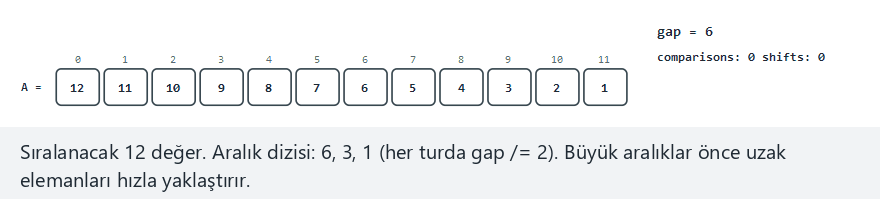 gap = 6
comparisons: 0 shifts: 0
0 1 2 3 4 5 6 7 8 9 10 11
A = 12 11 10 9 8 7 6 5 4 3 2 1
Sıralanacak 12 değer. Aralık dizisi: 6, 3, 1 (her turda gap /= 2). Büyük aralıklar önce uzak
elemanları hızla yaklaştırır.